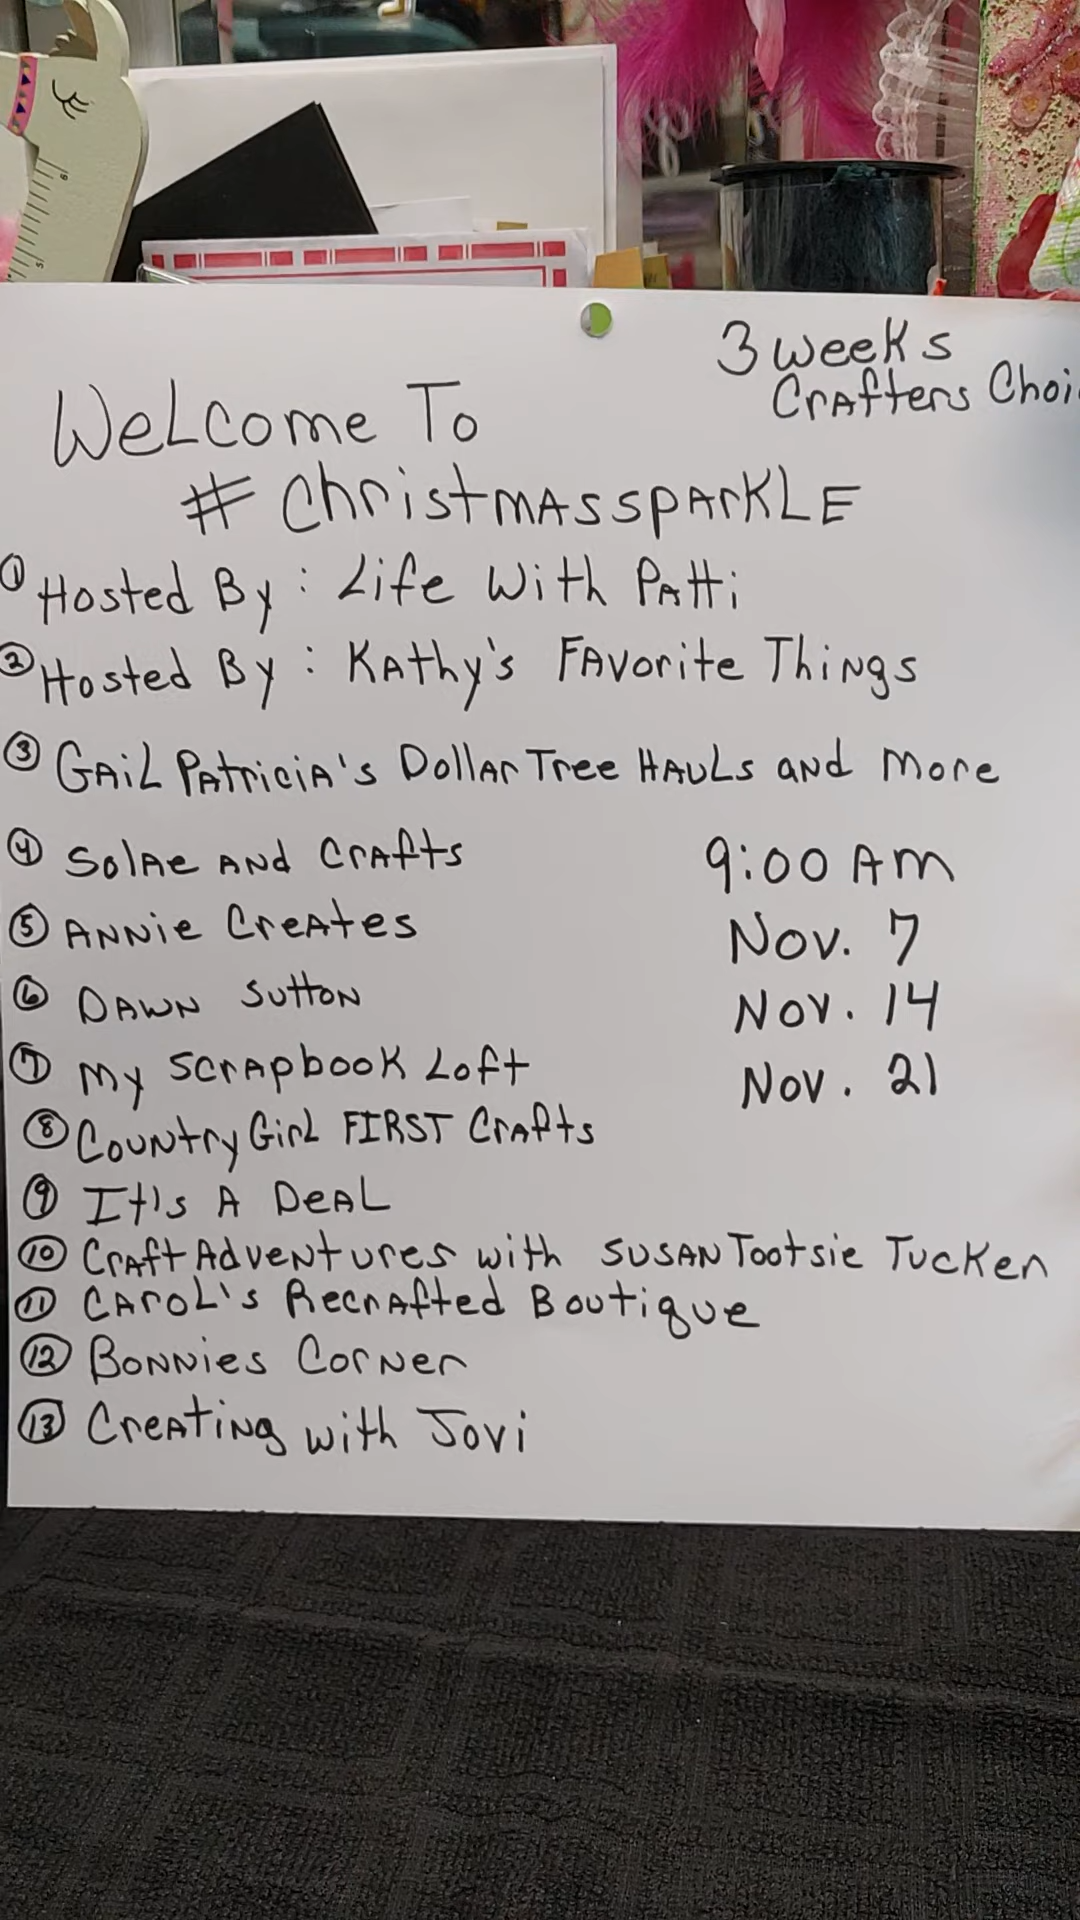 3 weeks
Crafters Choi
Welcome To
# ChristmasSparkle
① Hosted By: Life With Patti
② Hosted By: Kathy's Favorite Things
③ Gail Patricia's Dollar Tree Hauls and More
④ Solae and Crafts
9:00 AM
⑤ Annie Creates
Nov. 7
⑥ Dawn Sutton
Nov. 14
⑦ My Scrapbook Loft
Nov. 21
⑧ Country Girl FIRST Crafts
⑨ It's A Deal
⑩ Craft Adventures with Susan Tootsie Tucker
⑪ Carol's Recrafted Boutique
⑫ Bonnies Corner
⑬ Creating with Jovi